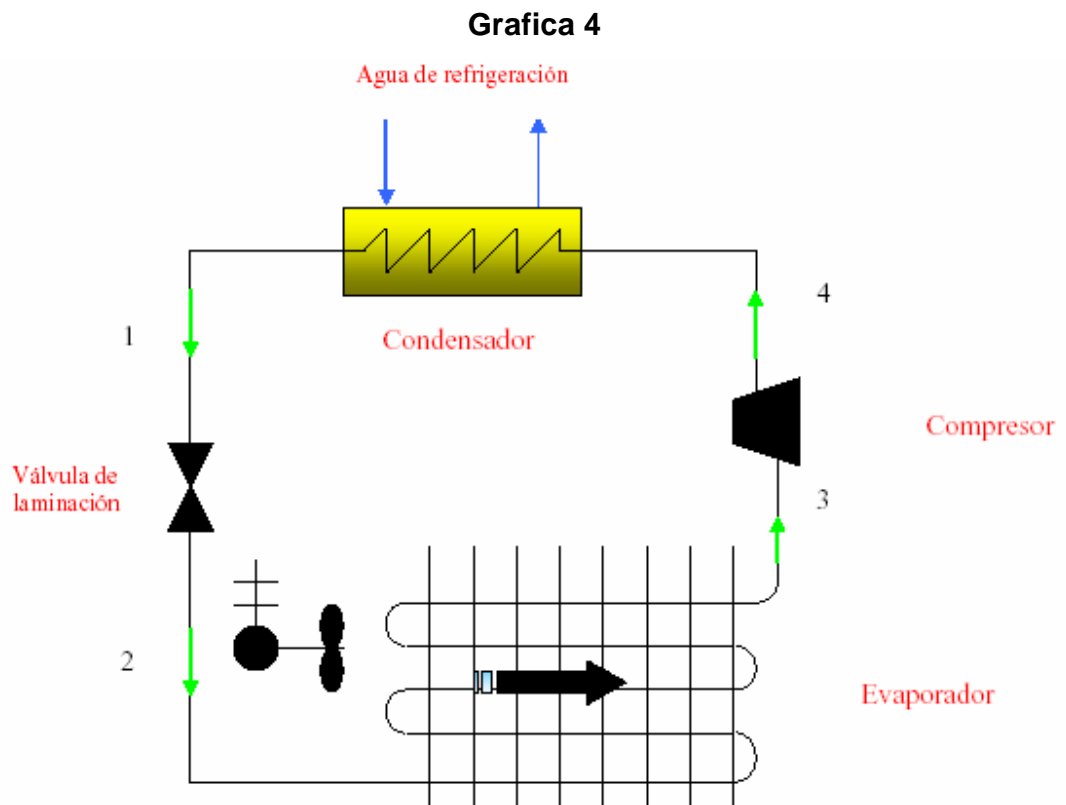 Grafica 4
Agua de refrigeración
4
1
Condensador
Compresor
Válvula de
laminación
3
2
Evaporador